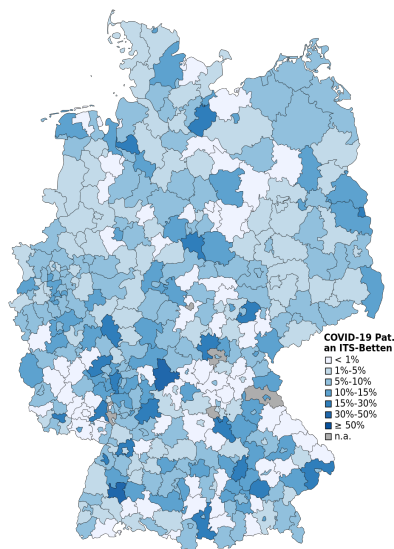 COVID-19 Pat.
an ITS-Betten
< 1%
1%-5%
5%-10%
10%-15%
15%-30%
30%-50%
≥ 50%
n.a.